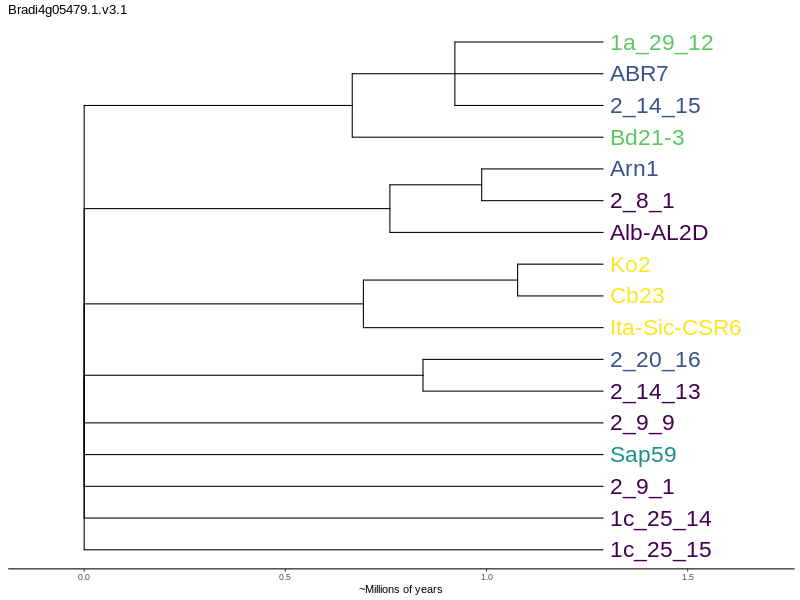 Bradi4g05479.1.v3.1
1a_29_12
ABR7
2_14_15
Bd21-3
Arn1
2_8_1
Alb-AL2D
Ko2
Cb23
Ita-Sic-CSR6
2_20_16
2_14_13
2_9_9
Sap59
2_9_1
1c_25_14
1c_25_15
0.0 0.5 1.0 1.5
~Millions of years